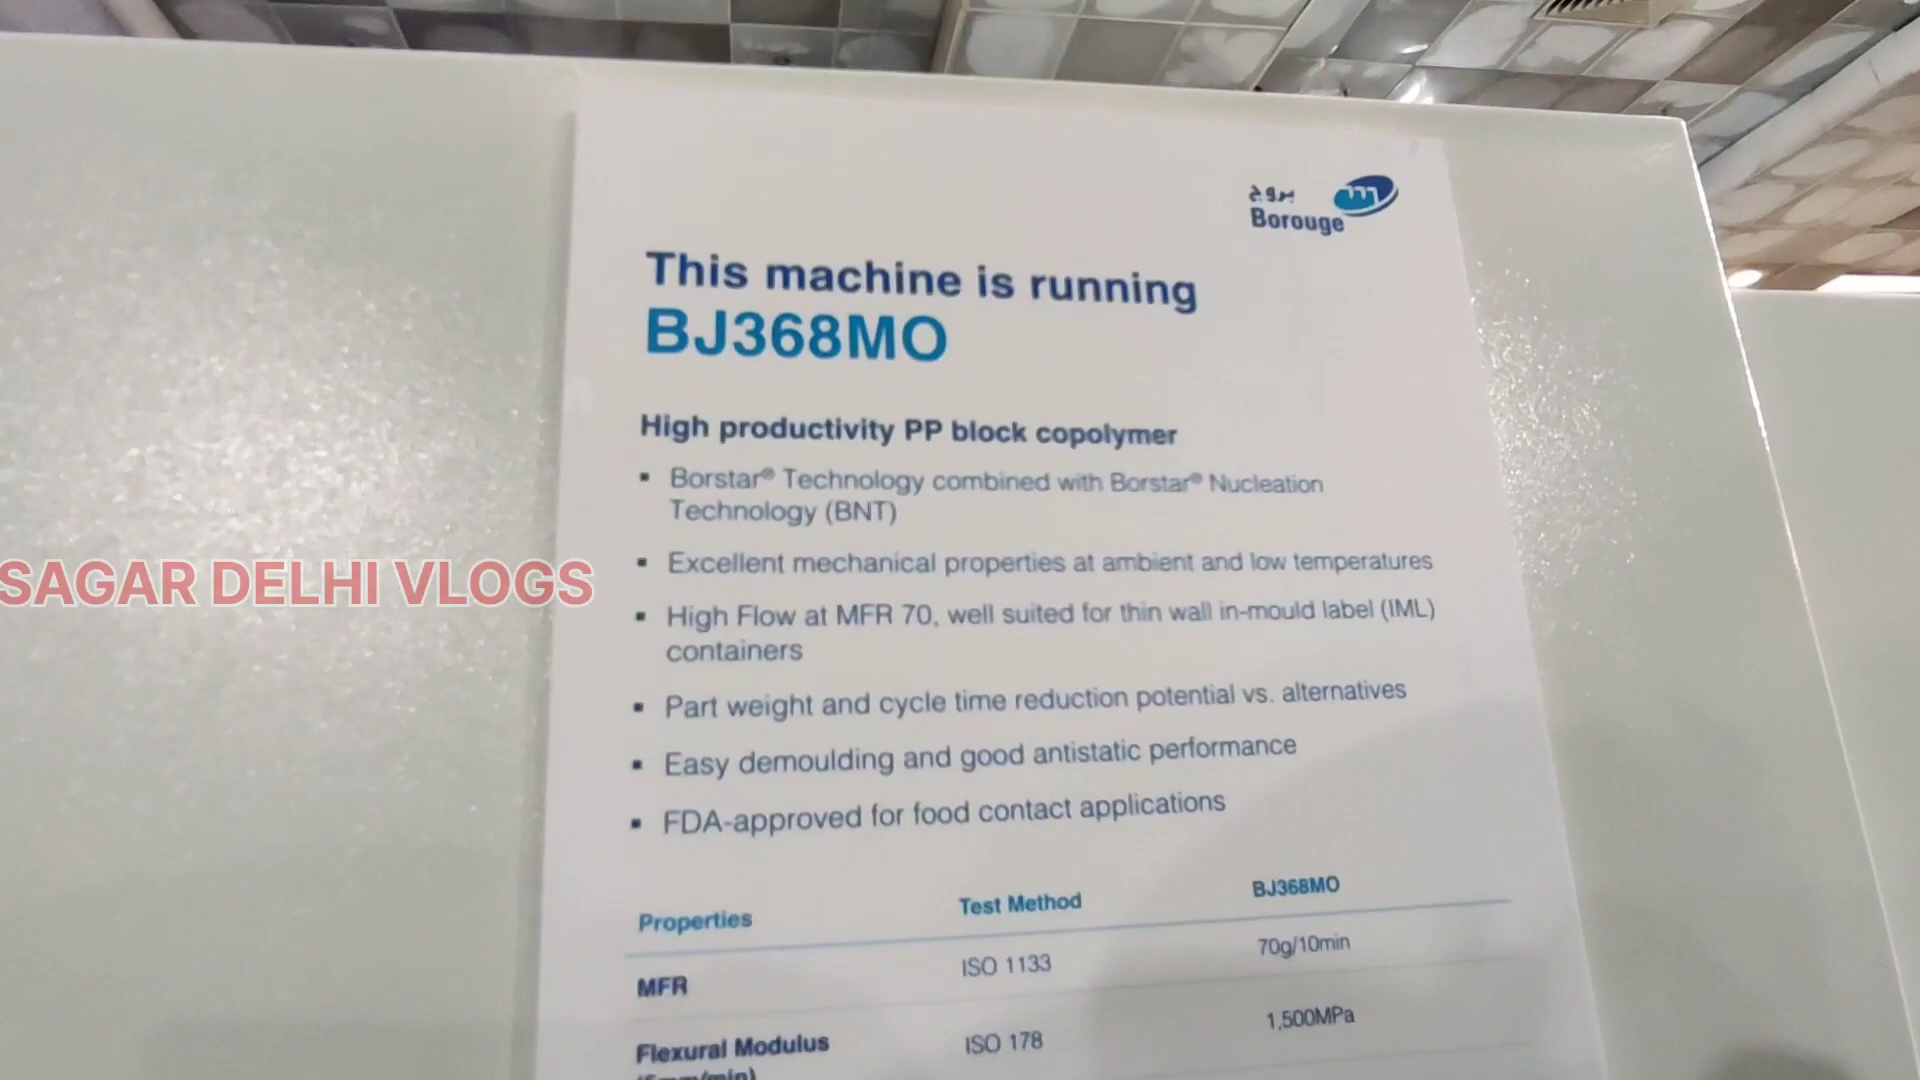 بروج
Borouge
This machine is running
BJ368MO
High productivity PP block copolymer
▪ Borstar® Technology combined with Borstar® Nucleation
Technology (BNT)
▪ Excellent mechanical properties at ambient and low temperatures
▪ High Flow at MFR 70, well suited for thin wall in-mould label (IML)
containers
▪ Part weight and cycle time reduction potential vs. alternatives
▪ Easy demoulding and good antistatic performance
▪ FDA-approved for food contact applications
SAGAR DELHI VLOGS
Properties Test Method BJ368MO
MFR ISO 1133 70g/10min
Flexural Modulus ISO 178 1,500MPa